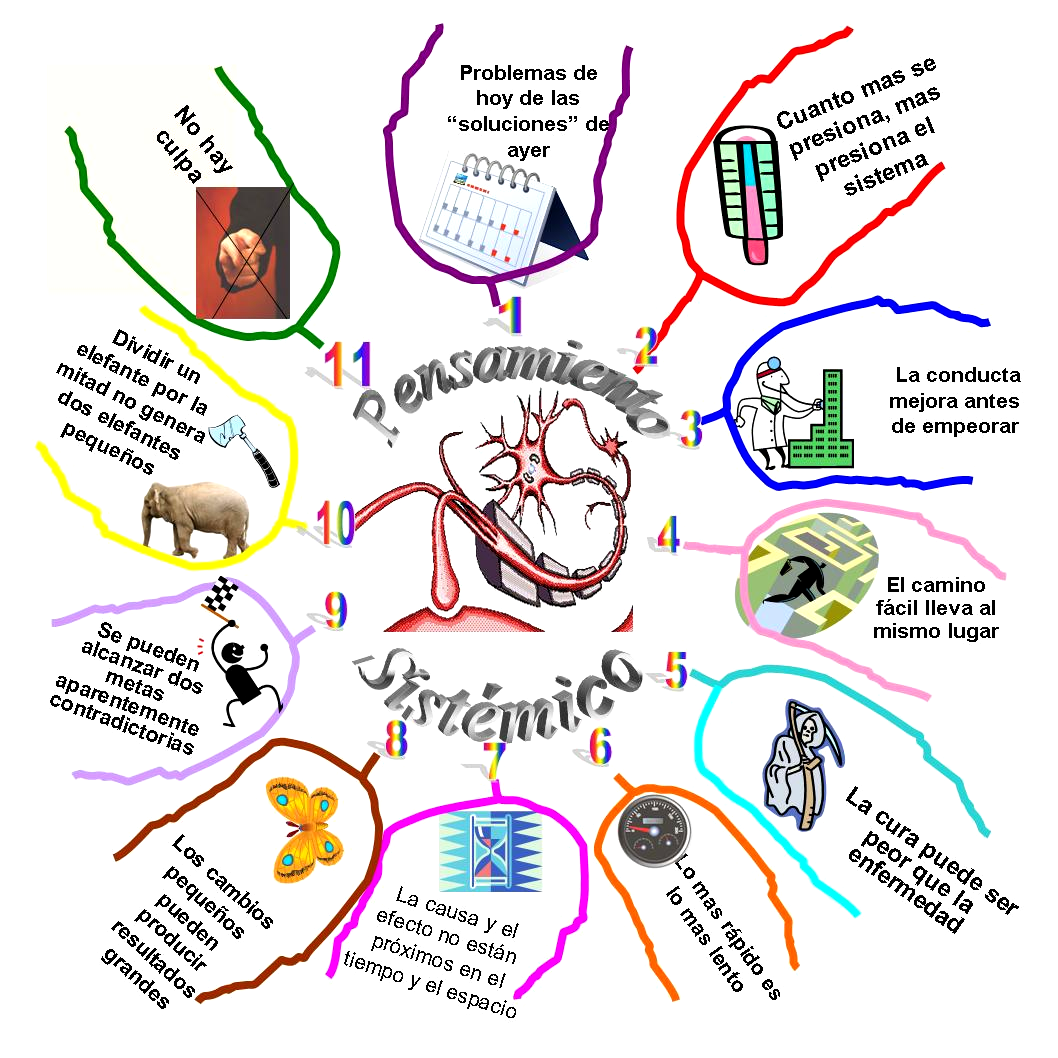 Pensamiento
Sistémico
1
Problemas de
hoy de las
“soluciones” de
ayer
2
Cuanto mas se
presiona, mas
presiona el
sistema
3
La conducta
mejora antes
de empeorar
4
El camino
fácil lleva al
mismo lugar
5
La cura puede ser
peor que la
enfermedad
6
Lo mas rápido es
lo mas lento
7
La causa y el
efecto no están
próximos en el
tiempo y el espacio
8
Los cambios
pequeños
pueden
producir
resultados
grandes
9
Se pueden
alcanzar dos
metas
aparentemente
contradictorias
10
Dividir un
elefante por la
mitad no genera
dos elefantes
pequeños
11
No hay
culpa